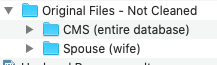 Original Files - Not Cleaned
CMS (entire database)
Spouse (wife)